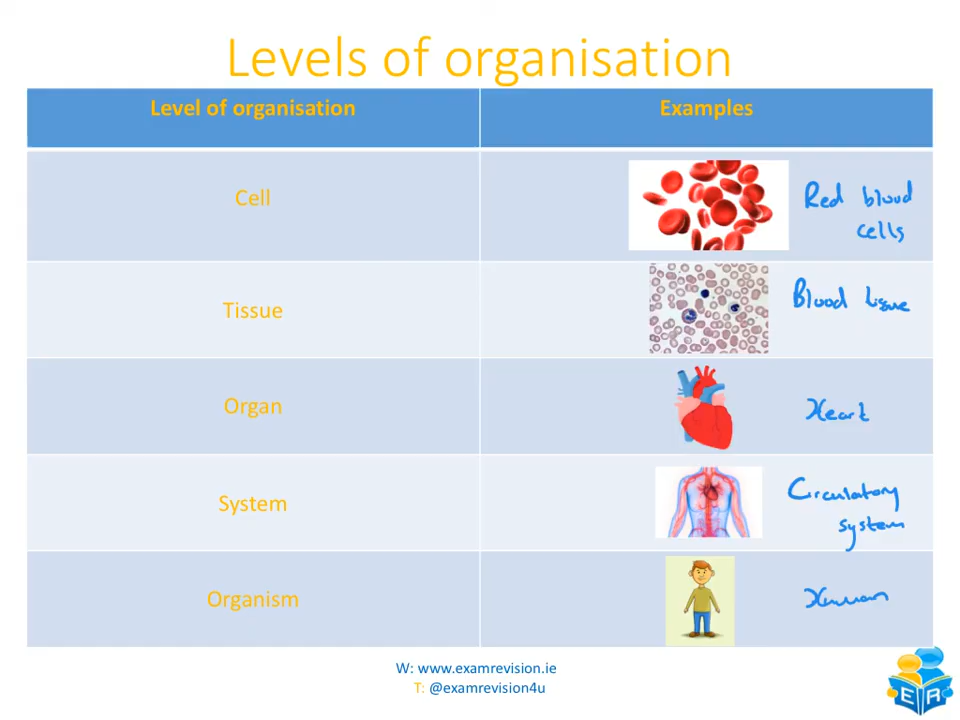 Levels of organisation
Level of organisation
Examples
Cell
Red blood
cells
Tissue
Blood tissue
Organ
Heart
System
Circulatory
system
Organism
Human
W: www.examrevision.ie
T: @examrevision4u
E R